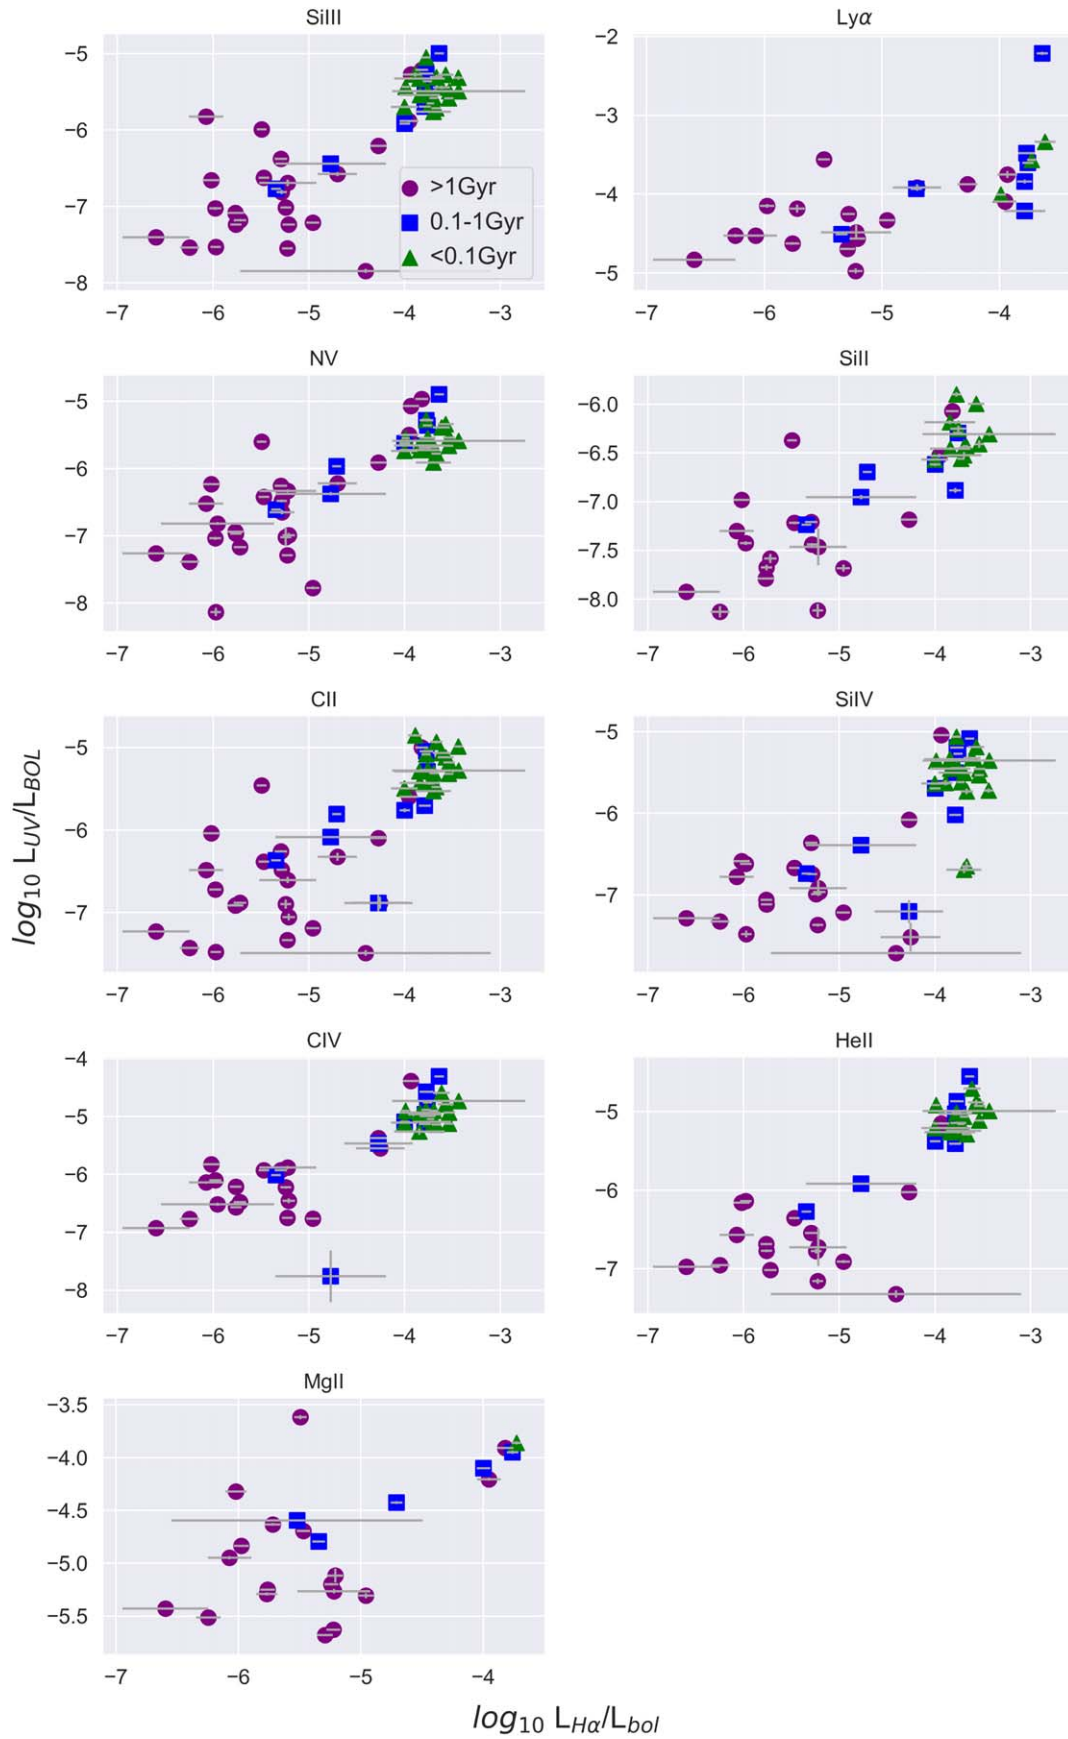 SiIII
−5
−6
−7
−8
>1Gyr
0.1-1Gyr
<0.1Gyr
−7 −6 −5 −4 −3
Lyα
−2
−3
−4
−5
−7 −6 −5 −4
NV
−5
−6
−7
−8
−7 −6 −5 −4 −3
SiII
−6.0
−6.5
−7.0
−7.5
−8.0
−7 −6 −5 −4 −3
CII
−5
−6
−7
−7 −6 −5 −4 −3
SiIV
−5
−6
−7
−7 −6 −5 −4 −3
CIV
−4
−5
−6
−7
−8
−7 −6 −5 −4 −3
HeII
−5
−6
−7
−7 −6 −5 −4 −3
MgII
−3.5
−4.0
−4.5
−5.0
−5.5
−7 −6 −5 −4
log10 LUV/LBOL
log10 LHα/Lbol